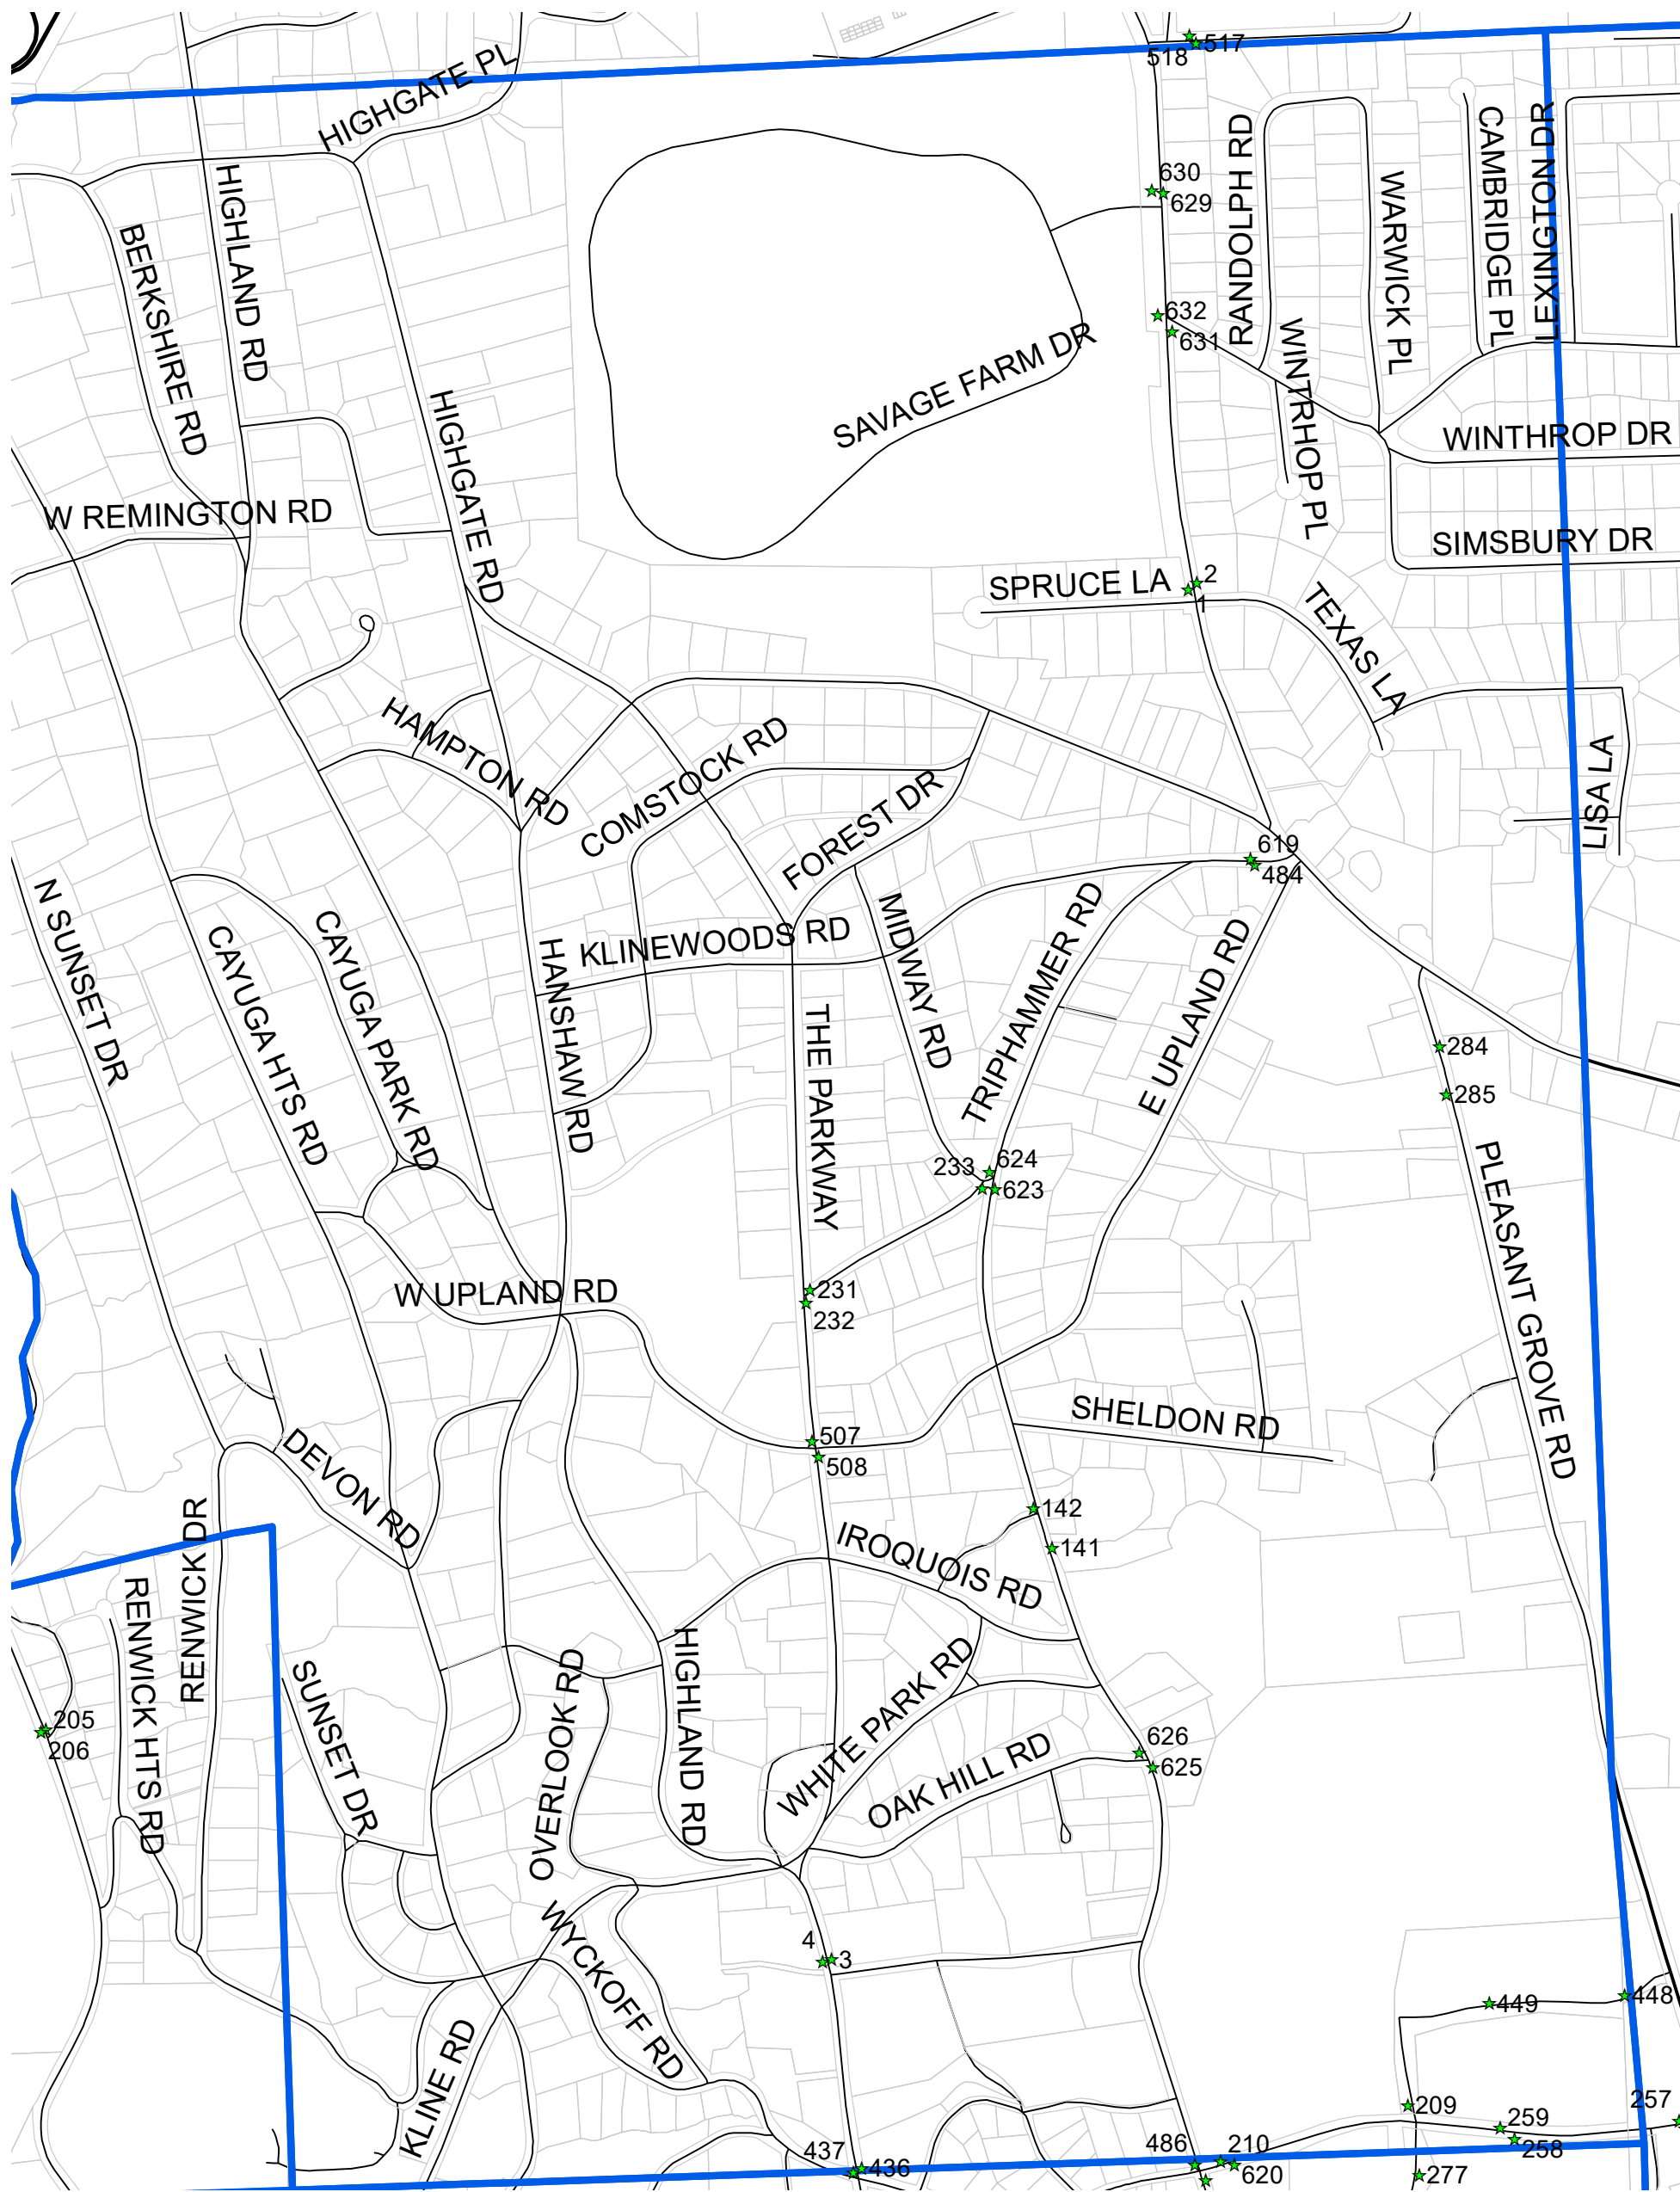 518
517
HIGHGATE PL
630
629
RANDOLPH RD
CAMBRIDGE PL
LEXINGTON DR
HIGHLAND RD
WARWICK PL
BERKSHIRE RD
632
631
SAVAGE FARM DR
WINTRHOP PL
HIGHGATE RD
WINTHROP DR
W REMINGTON RD
SIMSBURY DR
SPRUCE LA
2
1
TEXAS LA
HAMPTON RD
COMSTOCK RD
FOREST DR
LISA LA
619
484
N SUNSET DR
CAYUGA HTS RD
CAYUGA PARK RD
HANSHAW RD
KLINEWOODS RD
MIDWAY RD
TRIPHAMMER RD
E UPLAND RD
THE PARKWAY
284
285
PLEASANT GROVE RD
233
624
623
W UPLAND RD
231
232
SHELDON RD
507
508
DEVON RD
142
141
IROQUOIS RD
RENWICK DR
RENWICK HTS RD
SUNSET DR
OVERLOOK RD
HIGHLAND RD
WHITE PARK RD
205
206
626
625
OAK HILL RD
WYCKOFF RD
4
3
449
448
KLINE RD
209
259
258
257
437
436
486
210
620
277